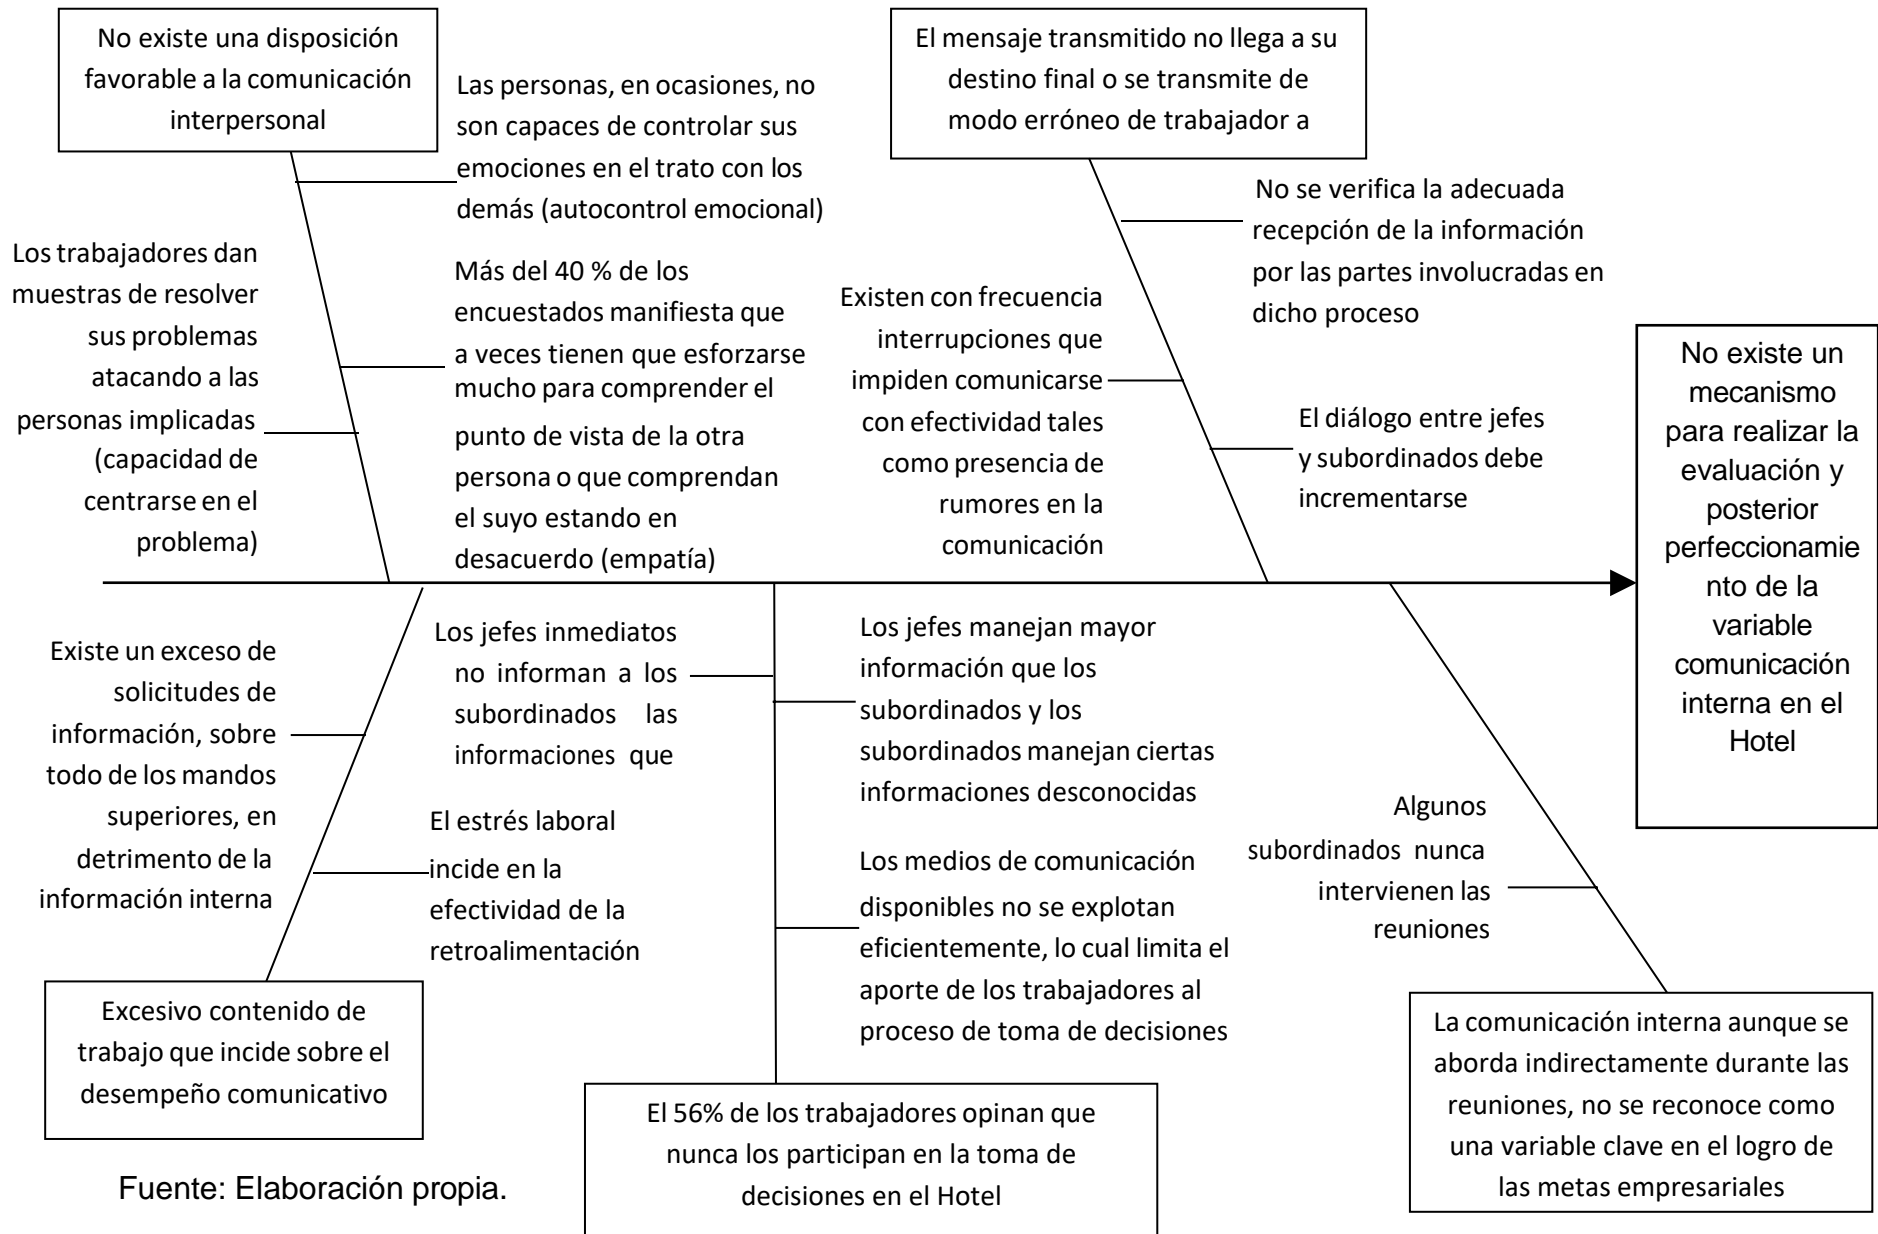 No existe una disposición
favorable a la comunicación
interpersonal
Las personas, en ocasiones, no
son capaces de controlar sus
emociones en el trato con los
demás (autocontrol emocional)
Los trabajadores dan
muestras de resolver
sus problemas
atacando a las
personas implicadas
(capacidad de
centrarse en el
problema)
Más del 40 % de los
encuestados manifiesta que
a veces tienen que esforzarse
mucho para comprender el
punto de vista de la otra
persona o que comprendan
el suyo estando en
desacuerdo (empatía)
El mensaje transmitido no llega a su
destino final o se transmite de
modo erróneo de trabajador a
No se verifica la adecuada
recepción de la información
por las partes involucradas en
dicho proceso
Existen con frecuencia
interrupciones que
impiden comunicarse
con efectividad tales
como presencia de
rumores en la
comunicación
El diálogo entre jefes
y subordinados debe
incrementarse
No existe un
mecanismo
para realizar la
evaluación y
posterior
perfeccionamie
nto de la
variable
comunicación
interna en el
Hotel
Existe un exceso de
solicitudes de
información, sobre
todo de los mandos
superiores, en
detrimento de la
información interna
El estrés laboral
incide en la
efectividad de la
retroalimentación
Excesivo contenido de
trabajo que incide sobre el
desempeño comunicativo
Los jefes inmediatos
no informan a los
subordinados las
informaciones que
Los jefes manejan mayor
información que los
subordinados y los
subordinados manejan ciertas
informaciones desconocidas
Los medios de comunicación
disponibles no se explotan
eficientemente, lo cual limita el
aporte de los trabajadores al
proceso de toma de decisiones
El 56% de los trabajadores opinan que
nunca los participan en la toma de
decisiones en el Hotel
Algunos
subordinados nunca
intervienen las
reuniones
La comunicación interna aunque se
aborda indirectamente durante las
reuniones, no se reconoce como
una variable clave en el logro de
las metas empresariales
Fuente: Elaboración propia.